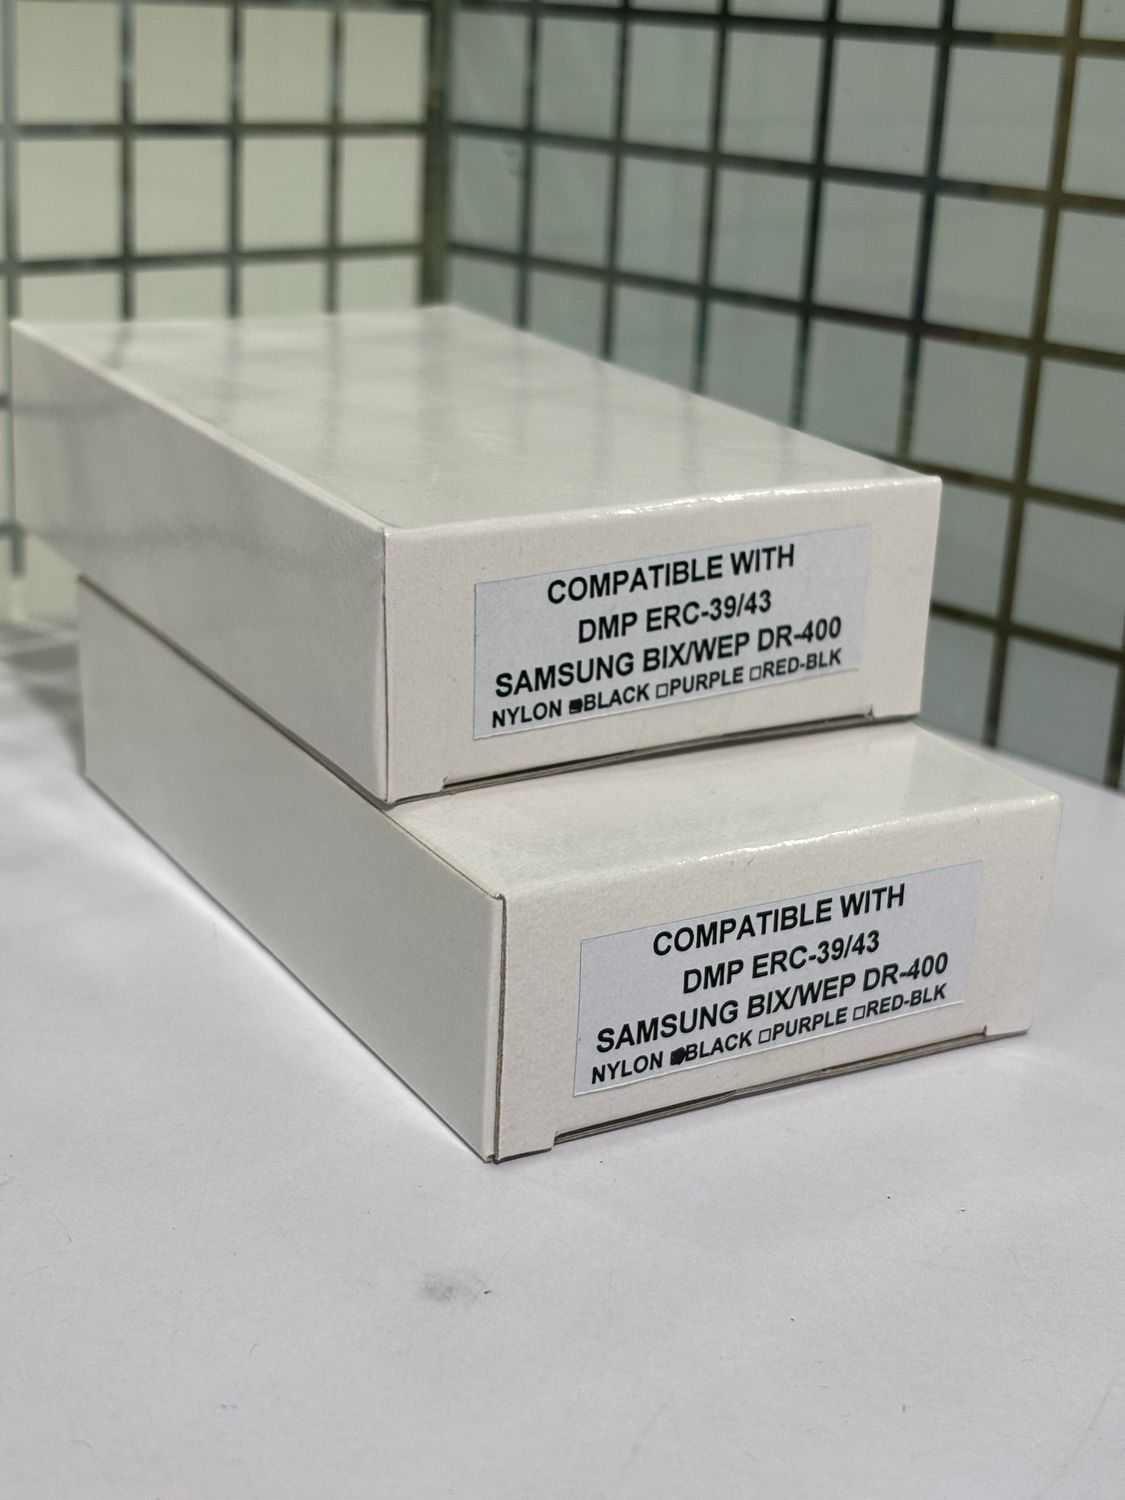 COMPATIBLE WITH
DMP ERC-39/43
SAMSUNG BIX/WEP DR-400
NYLON ■BLACK □PURPLE □RED-BLK
COMPATIBLE WITH
DMP ERC-39/43
SAMSUNG BIX/WEP DR-400
NYLON ■BLACK □PURPLE □RED-BLK